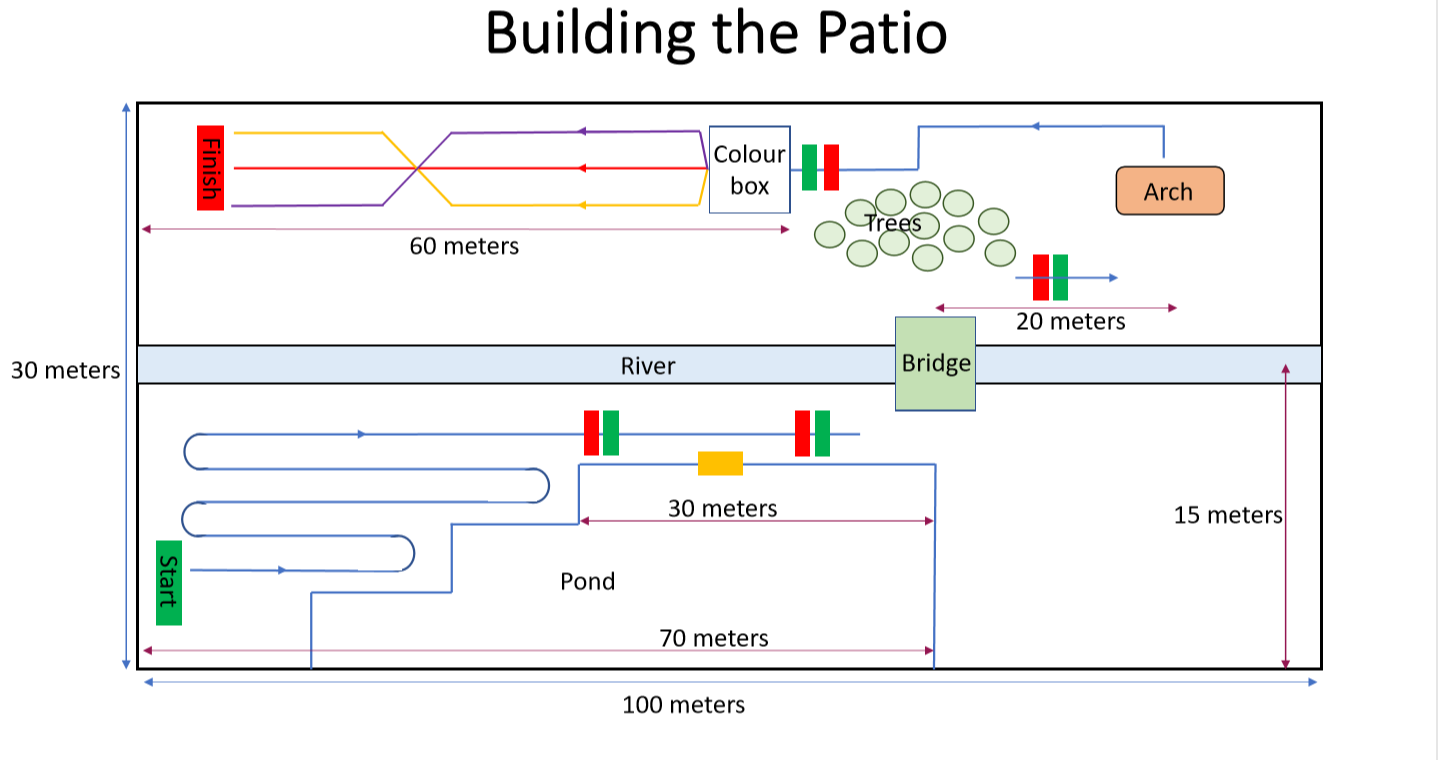 Building the Patio
Finish
Colour
box
Arch
Trees
60 meters
20 meters
30 meters
River
Bridge
30 meters
15 meters
Start
Pond
70 meters
100 meters